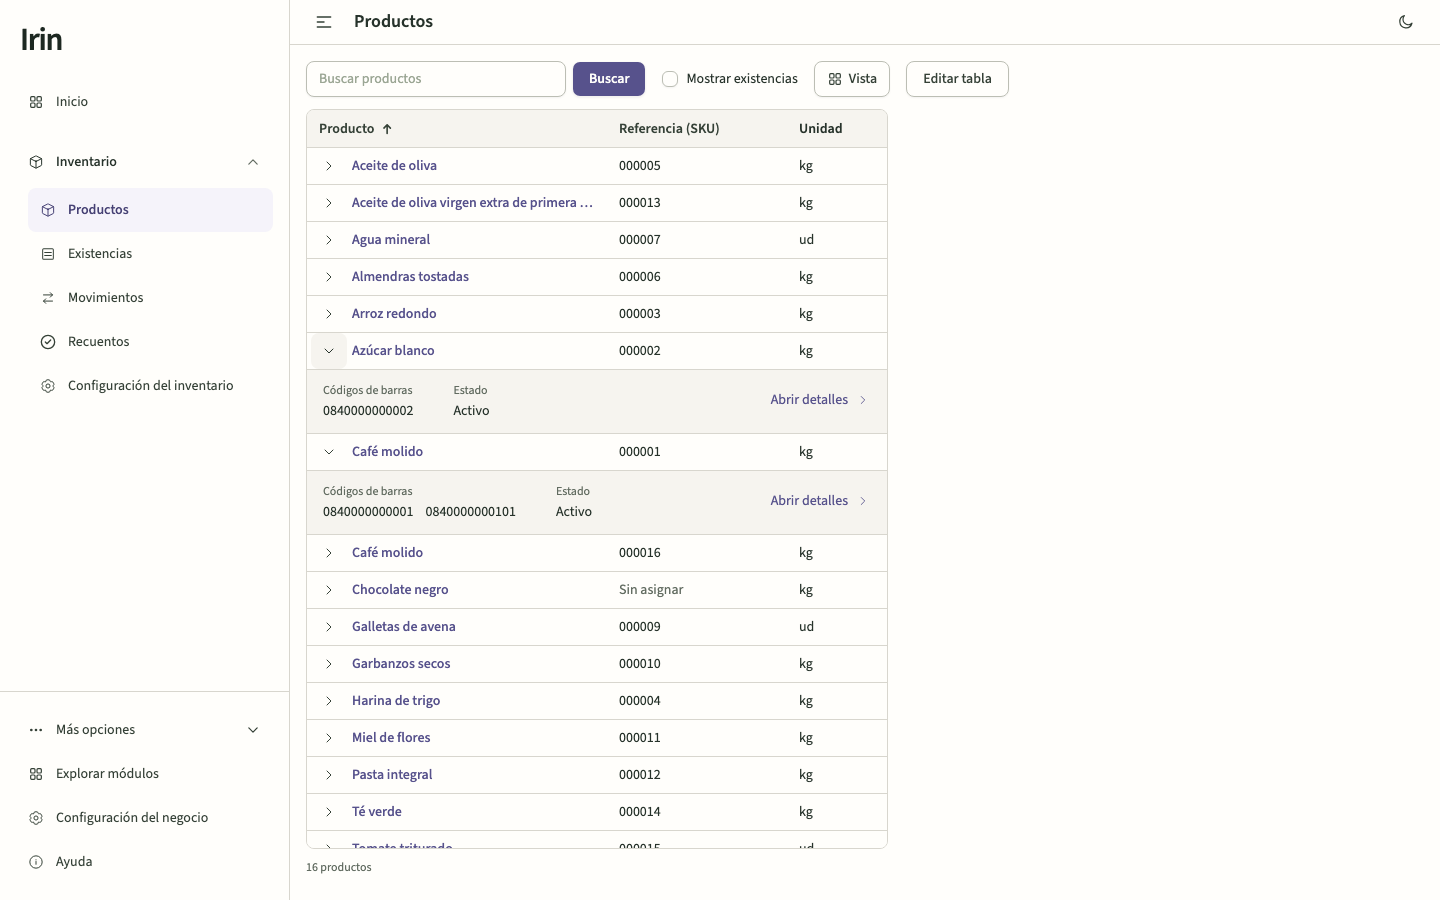 Irin
Productos
Inicio
Inventario
Productos
Existencias
Movimientos
Recuentos
Configuración del inventario
Más opciones
Explorar módulos
Configuración del negocio
Ayuda
Buscar productos Buscar Mostrar existencias Vista Editar tabla
Producto Referencia (SKU) Unidad
Aceite de oliva 000005 kg
Aceite de oliva virgen extra de primera … 000013 kg
Agua mineral 000007 ud
Almendras tostadas 000006 kg
Arroz redondo 000003 kg
Azúcar blanco 000002 kg
Códigos de barras Estado
0840000000002 Activo
Abrir detalles
Café molido 000001 kg
Códigos de barras Estado
0840000000001 0840000000101 Activo
Abrir detalles
Café molido 000016 kg
Chocolate negro Sin asignar kg
Galletas de avena 000009 ud
Garbanzos secos 000010 kg
Harina de trigo 000004 kg
Miel de flores 000011 kg
Pasta integral 000012 kg
Té verde 000014 kg
Tomate triturado 000015 ud
16 productos